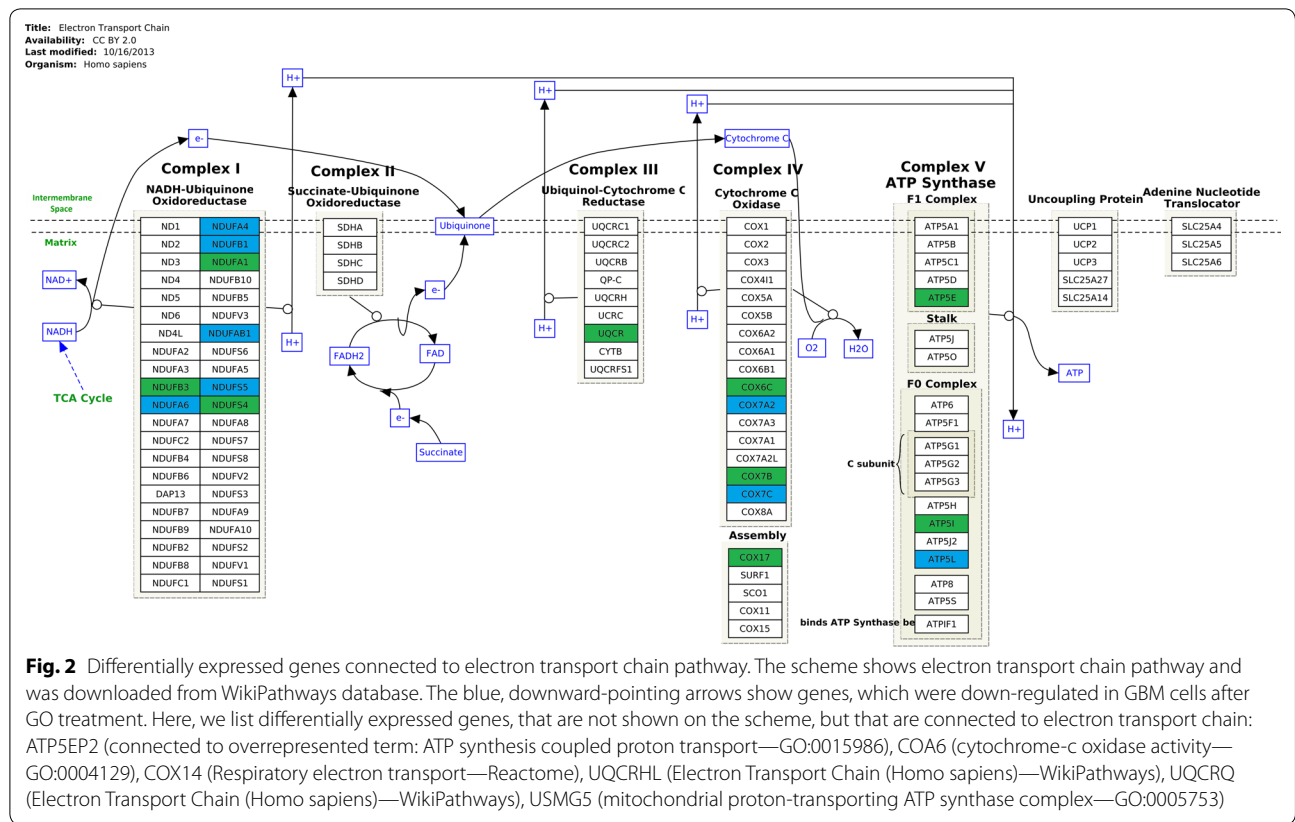 Title: Electron Transport Chain
Availability: CC BY 2.0
Last modified: 10/16/2013
Organism: Homo sapiens
H+
H+
H+
e-
Cytochrome C
Complex I
NADH-Ubiquinone
Oxidoreductase
Complex II
Succinate-Ubiquinone
Oxidoreductase
Complex III
Ubiquinol-Cytochrome C
Reductase
Complex IV
Cytochrome C
Oxidase
Complex V
ATP Synthase
F1 Complex
Uncoupling Protein
Adenine Nucleotide
Translocator
Intermembrane
Space
Matrix
NAD+
NADH
TCA Cycle
ND1 NDUFA4
ND2 NDUFB1
ND3 NDUFA1
ND4 NDUFB10
ND5 NDUFB5
ND6 NDUFV3
ND4L NDUFAB1
NDUFA2 NDUFS6
NDUFA3 NDUFA5
NDUFB3 NDUFS5
NDUFA6 NDUFS4
NDUFA7 NDUFA8
NDUFC2 NDUFS7
NDUFB4 NDUFS8
NDUFB6 NDUFV2
DAP13 NDUFS3
NDUFB7 NDUFA9
NDUFB9 NDUFA10
NDUFB2 NDUFS2
NDUFB8 NDUFV1
NDUFC1 NDUFS1
H+
SDHA
SDHB
SDHC
SDHD
Ubiquinone
e-
FADH2
FAD
e-
Succinate
UQCRC1
UQCRC2
UQCRB
QP-C
UQCRH
UCRC
UQCR
CYTB
UQCRFS1
H+
COX1
COX2
COX3
COX4I1
COX5A
COX5B
COX6A2
COX6A1
COX6B1
COX6C
COX7A2
COX7A3
COX7A1
COX7A2L
COX7B
COX7C
COX8A
H+
O2
H2O
Assembly
COX17
SURF1
SCO1
COX11
COX15
ATP5A1
ATP5B
ATP5C1
ATP5D
ATP5E
Stalk
ATP5J
ATP5O
F0 Complex
ATP6
ATP5F1
C subunit
ATP5G1
ATP5G2
ATP5G3
ATP5H
ATP5I
ATP5J2
ATP5L
ATP8
ATP5S
binds ATP Synthase be
ATPIF1
H+
ATP
UCP1
UCP2
UCP3
SLC25A27
SLC25A14
SLC25A4
SLC25A5
SLC25A6
Fig. 2 Differentially expressed genes connected to electron transport chain pathway. The scheme shows electron transport chain pathway and
was downloaded from WikiPathways database. The blue, downward-pointing arrows show genes, which were down-regulated in GBM cells after
GO treatment. Here, we list differentially expressed genes, that are not shown on the scheme, but that are connected to electron transport chain:
ATP5EP2 (connected to overrepresented term: ATP synthesis coupled proton transport—GO:0015986), COA6 (cytochrome-c oxidase activity—
GO:0004129), COX14 (Respiratory electron transport—Reactome), UQCRHL (Electron Transport Chain (Homo sapiens)—WikiPathways), UQCRQ
(Electron Transport Chain (Homo sapiens)—WikiPathways), USMG5 (mitochondrial proton-transporting ATP synthase complex—GO:0005753)